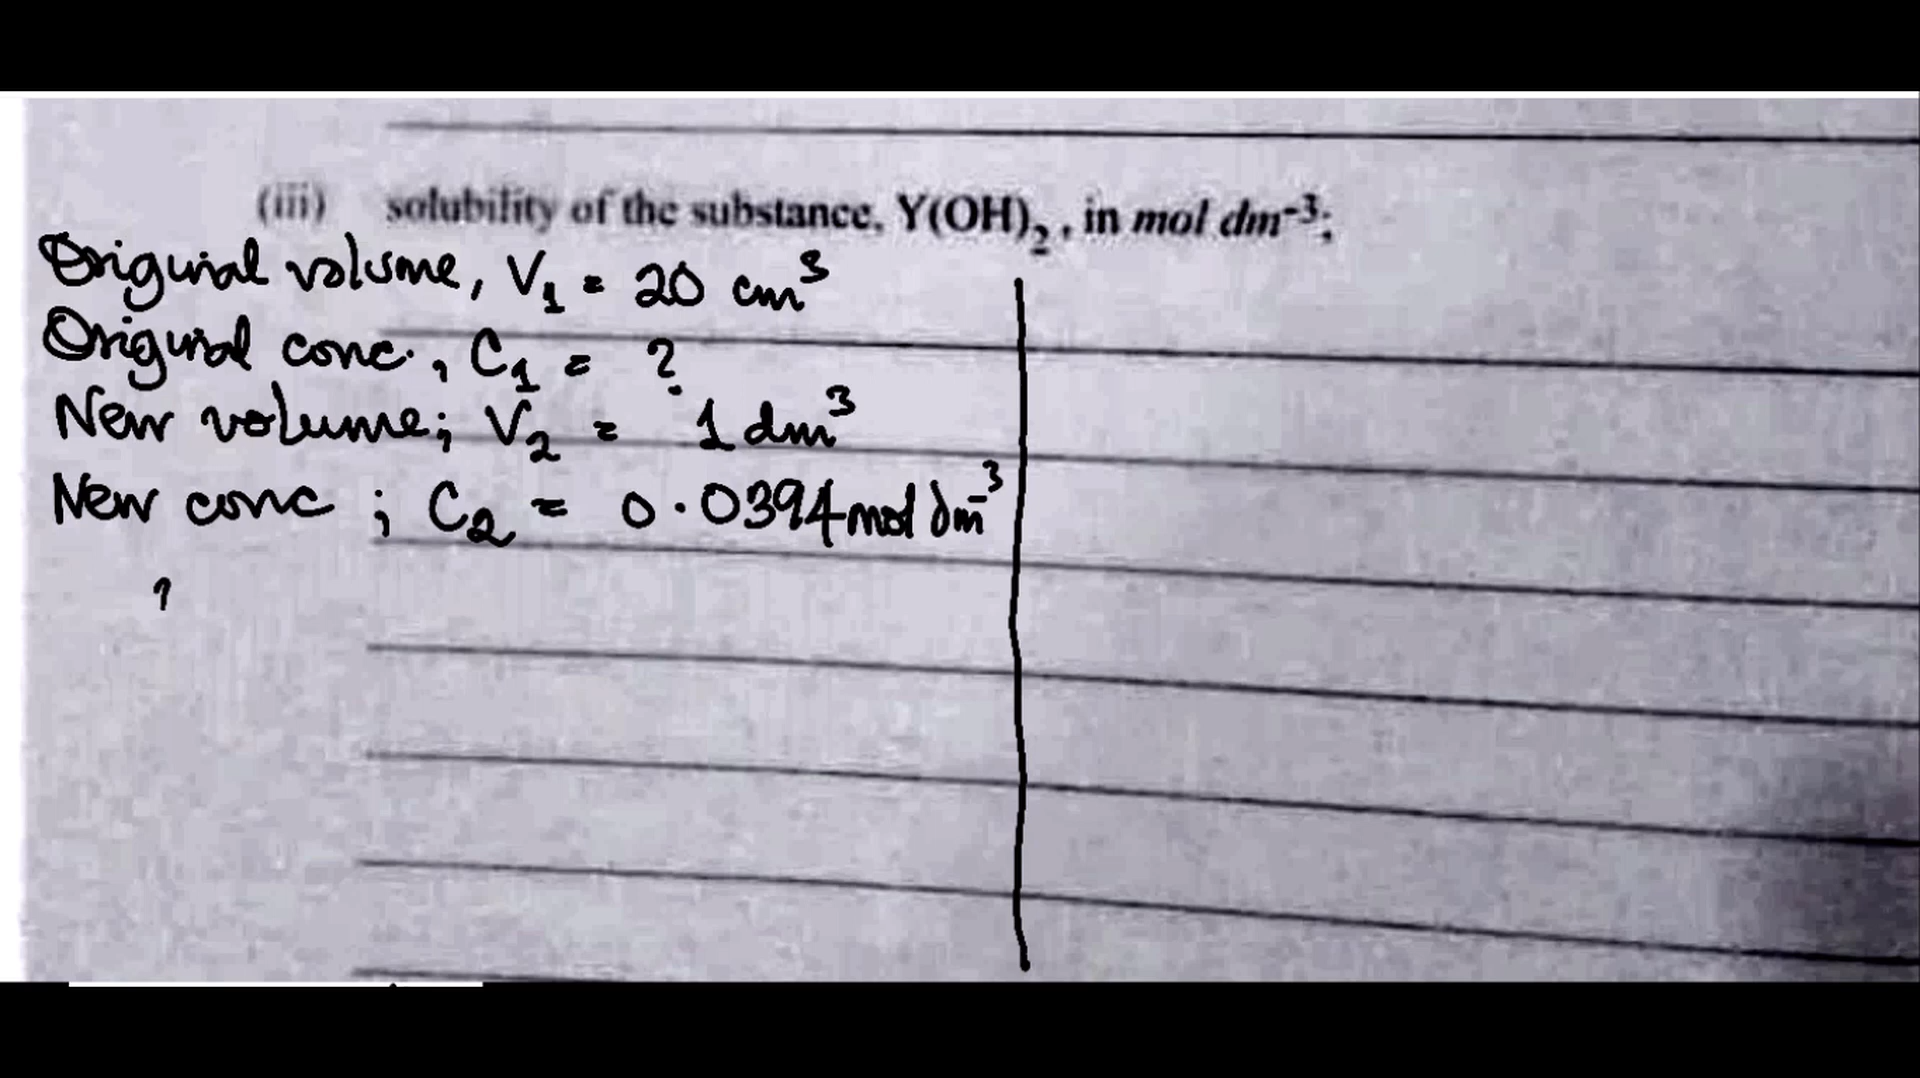 (iii) solubility of the substance, Y(OH)₂, in mol dm⁻³;
Original volume, V₁ = 20 cm³
Original conc., C₁ = ?
New volume; V₂ = 1 dm³
New conc ; C₂ = 0.0394 mol dm⁻³